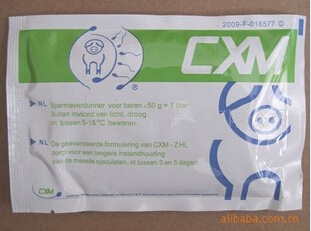 2009-F-016577 ©
CXM
®
NL Spermaverdunner voor beren - 50 g = 1 liter
Buiten invloed van licht, droog
en tussen 5-15 °C bewaren.
NL De geavanceerde formulering van CXM - ZHL
zorgt voor een langere instandhouding
van de meeste ejaculaten, nl. tussen 3 en 5 dagen
CXM
alibaba.com.cn